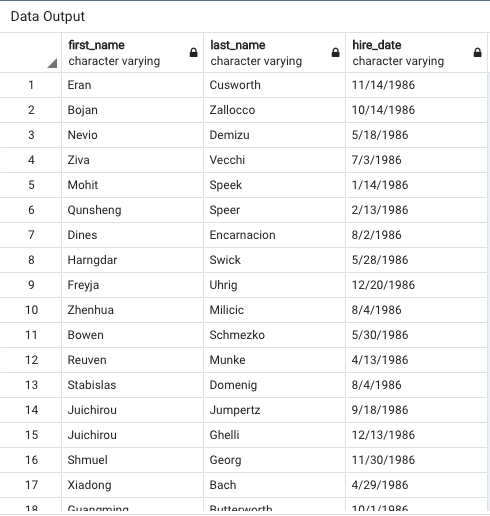 Data Output
first_name last_name hire_date
character varying character varying character varying
1 Eran Cusworth 11/14/1986
2 Bojan Zallocco 10/14/1986
3 Nevio Demizu 5/18/1986
4 Ziva Vecchi 7/3/1986
5 Mohit Speek 1/14/1986
6 Qunsheng Speer 2/13/1986
7 Dines Encarnacion 8/2/1986
8 Harngdar Swick 5/28/1986
9 Freyja Uhrig 12/20/1986
10 Zhenhua Milicic 8/4/1986
11 Bowen Schmezko 5/30/1986
12 Reuven Munke 4/13/1986
13 Stabislas Domenig 8/4/1986
14 Juichirou Jumpertz 9/18/1986
15 Juichirou Ghelli 12/13/1986
16 Shmuel Georg 11/30/1986
17 Xiadong Bach 4/29/1986
18 Guangming Butterworth 10/1/1986